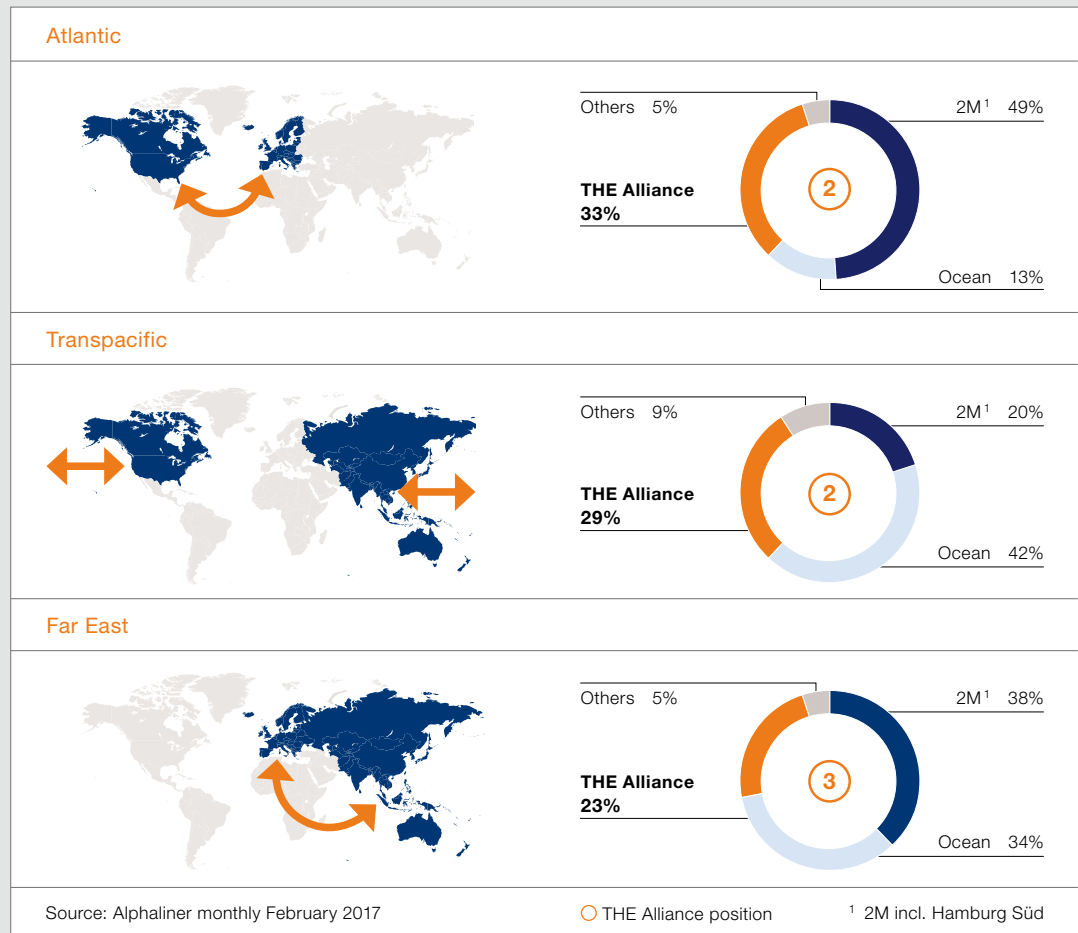 Atlantic
Others 5%
2M¹ 49%
THE Alliance
33%
2
Ocean 13%
Transpacific
Others 9%
2M¹ 20%
THE Alliance
29%
2
Ocean 42%
Far East
Others 5%
2M¹ 38%
THE Alliance
23%
3
Ocean 34%
Source: Alphaliner monthly February 2017
THE Alliance position
¹ 2M incl. Hamburg Süd